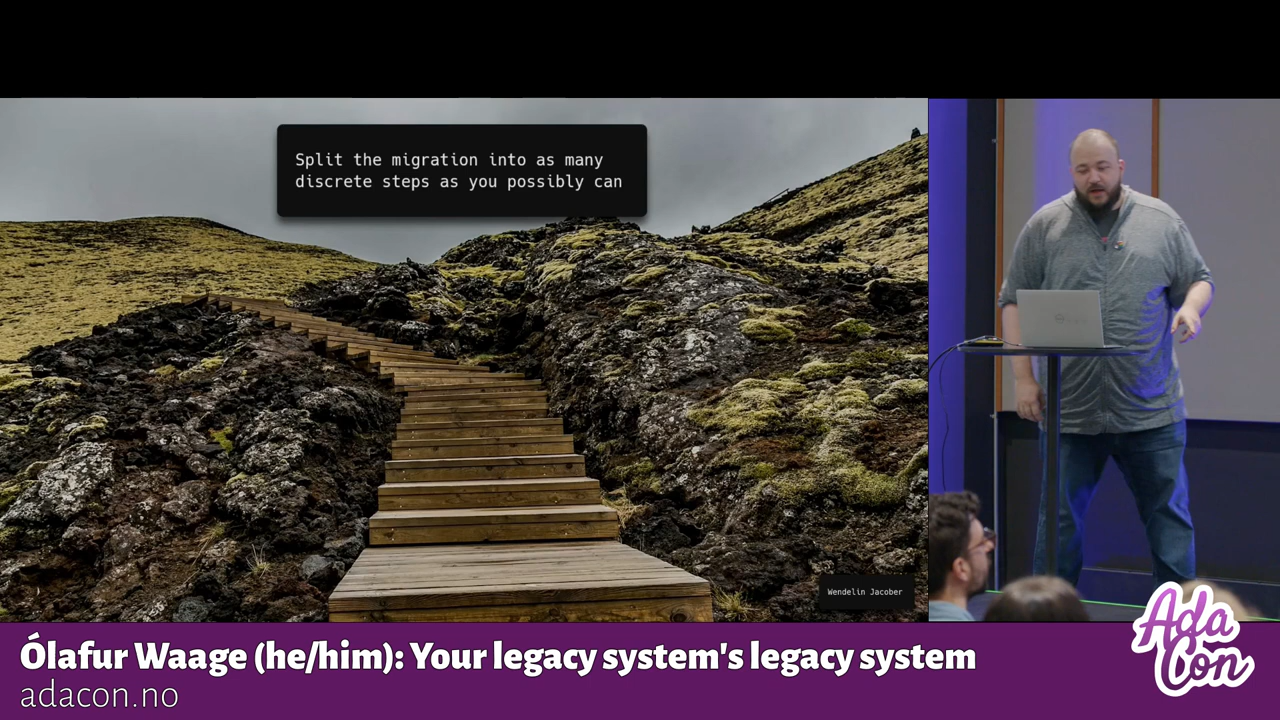 Split the migration into as many
discrete steps as you possibly can
Wendelin Jacober
Ólafur Waage (he/him): Your legacy system's legacy system
adacon.no
Ada
Con